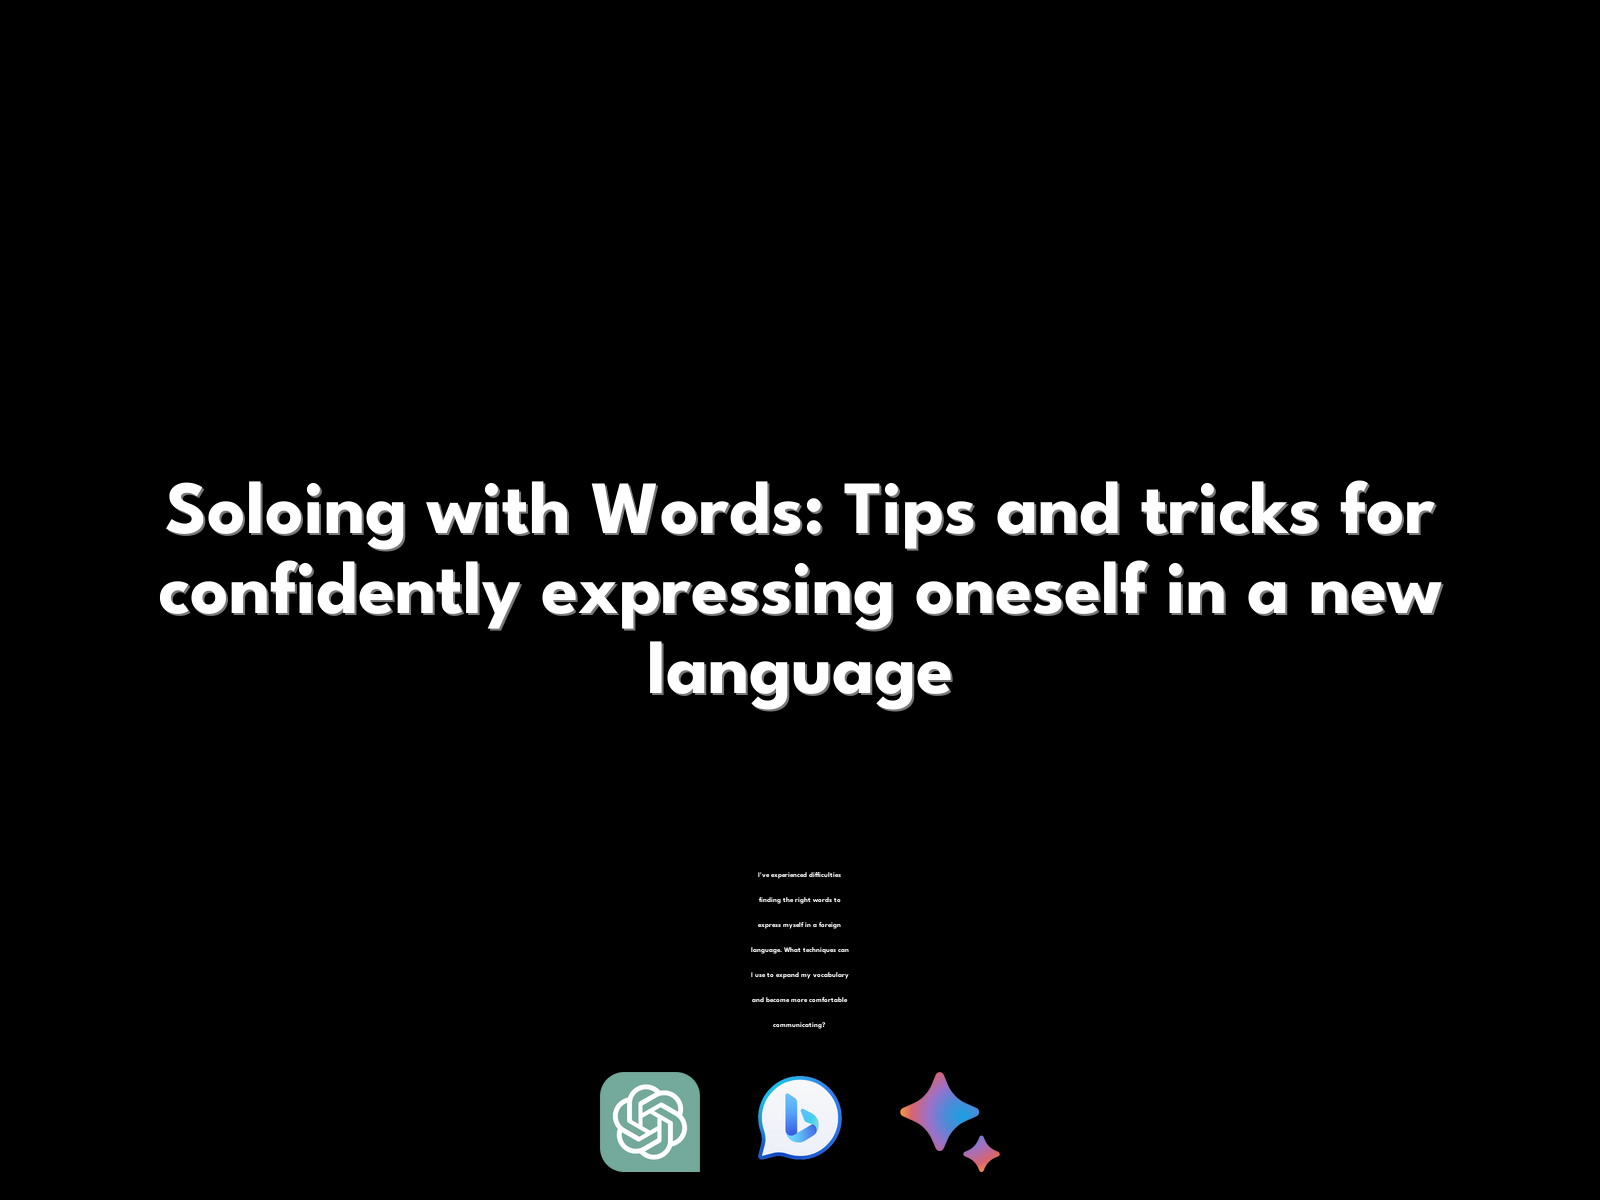 Soloing with Words: Tips and tricks for
confidently expressing oneself in a new
language
I've experienced difficulties
finding the right words to
express myself in a foreign
language. What techniques can
I use to expand my vocabulary
and become more comfortable
communicating?